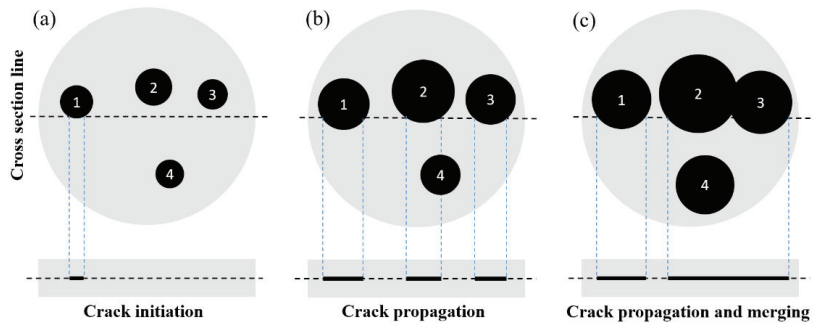 (a)
(b)
(c)
Cross section line
1
2
3
4
1
2
3
4
1
2
3
4
Crack initiation
Crack propagation
Crack propagation and merging